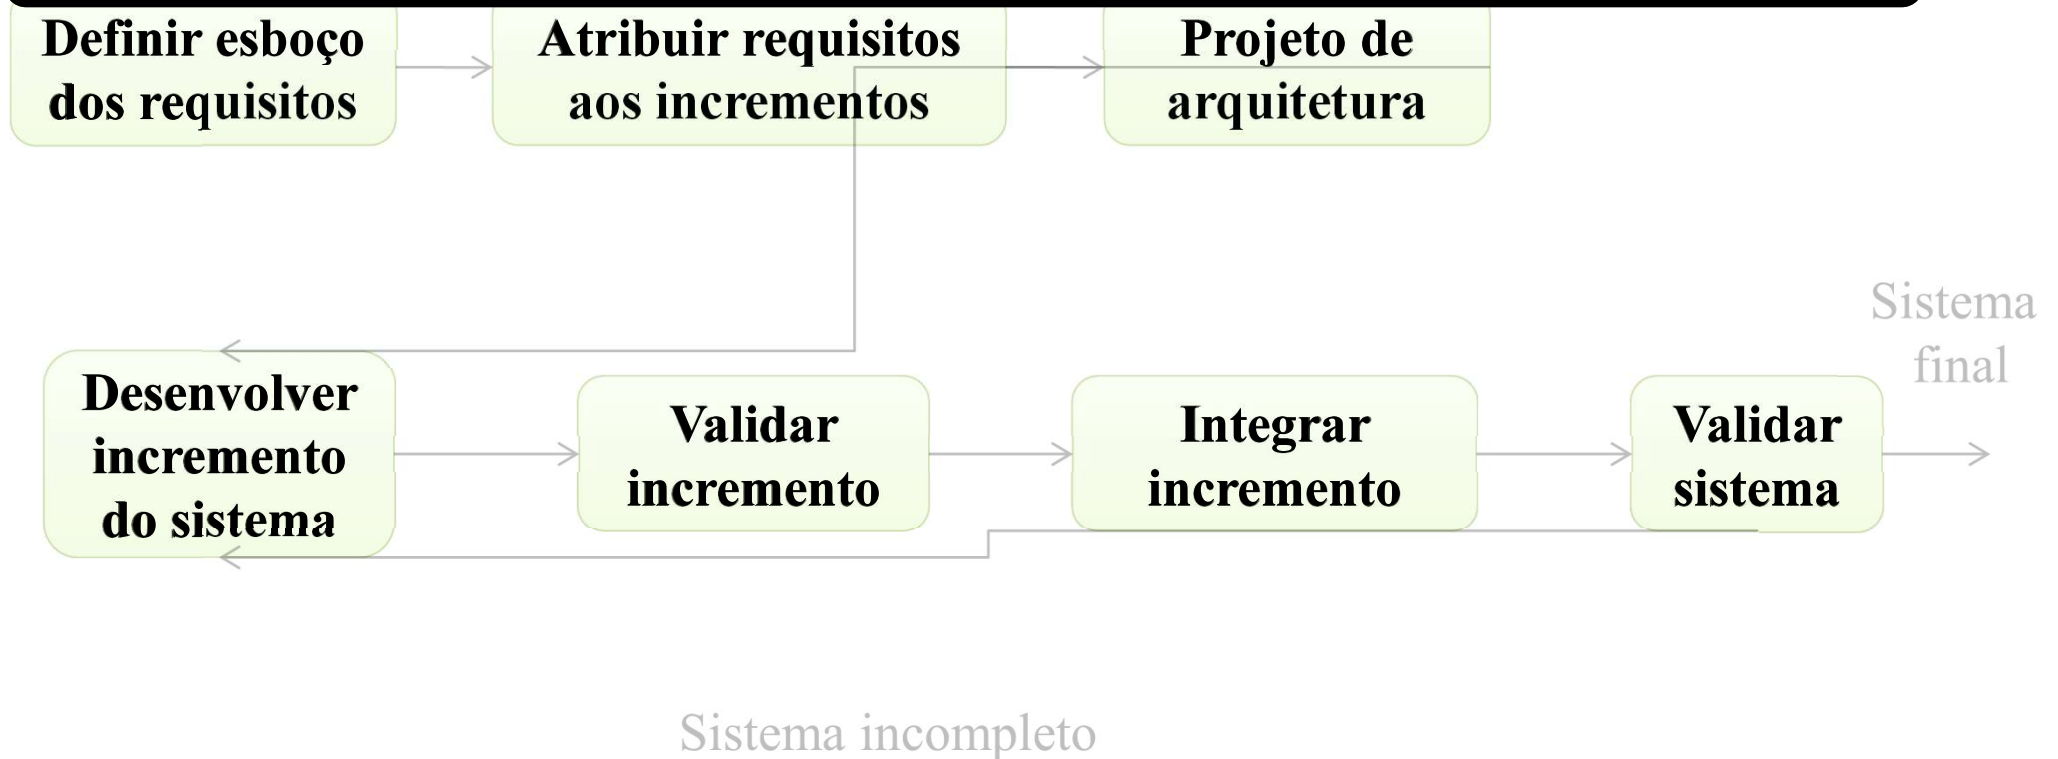 Definir esboço
dos requisitos
Atribuir requisitos
aos incrementos
Projeto de
arquitetura
Sistema
final
Desenvolver
incremento
do sistema
Validar
incremento
Integrar
incremento
Validar
sistema
Sistema incompleto